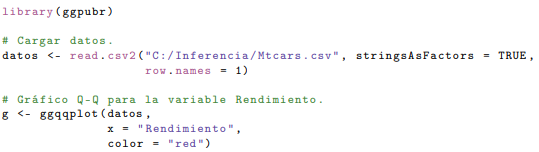 library(ggpubr)
# Cargar datos.
datos <- read.csv2("C:/Inferencia/Mtcars.csv", stringsAsFactors = TRUE,
row.names = 1)
# Gráfico Q-Q para la variable Rendimiento.
g <- ggqqplot(datos,
x = "Rendimiento",
color = "red")